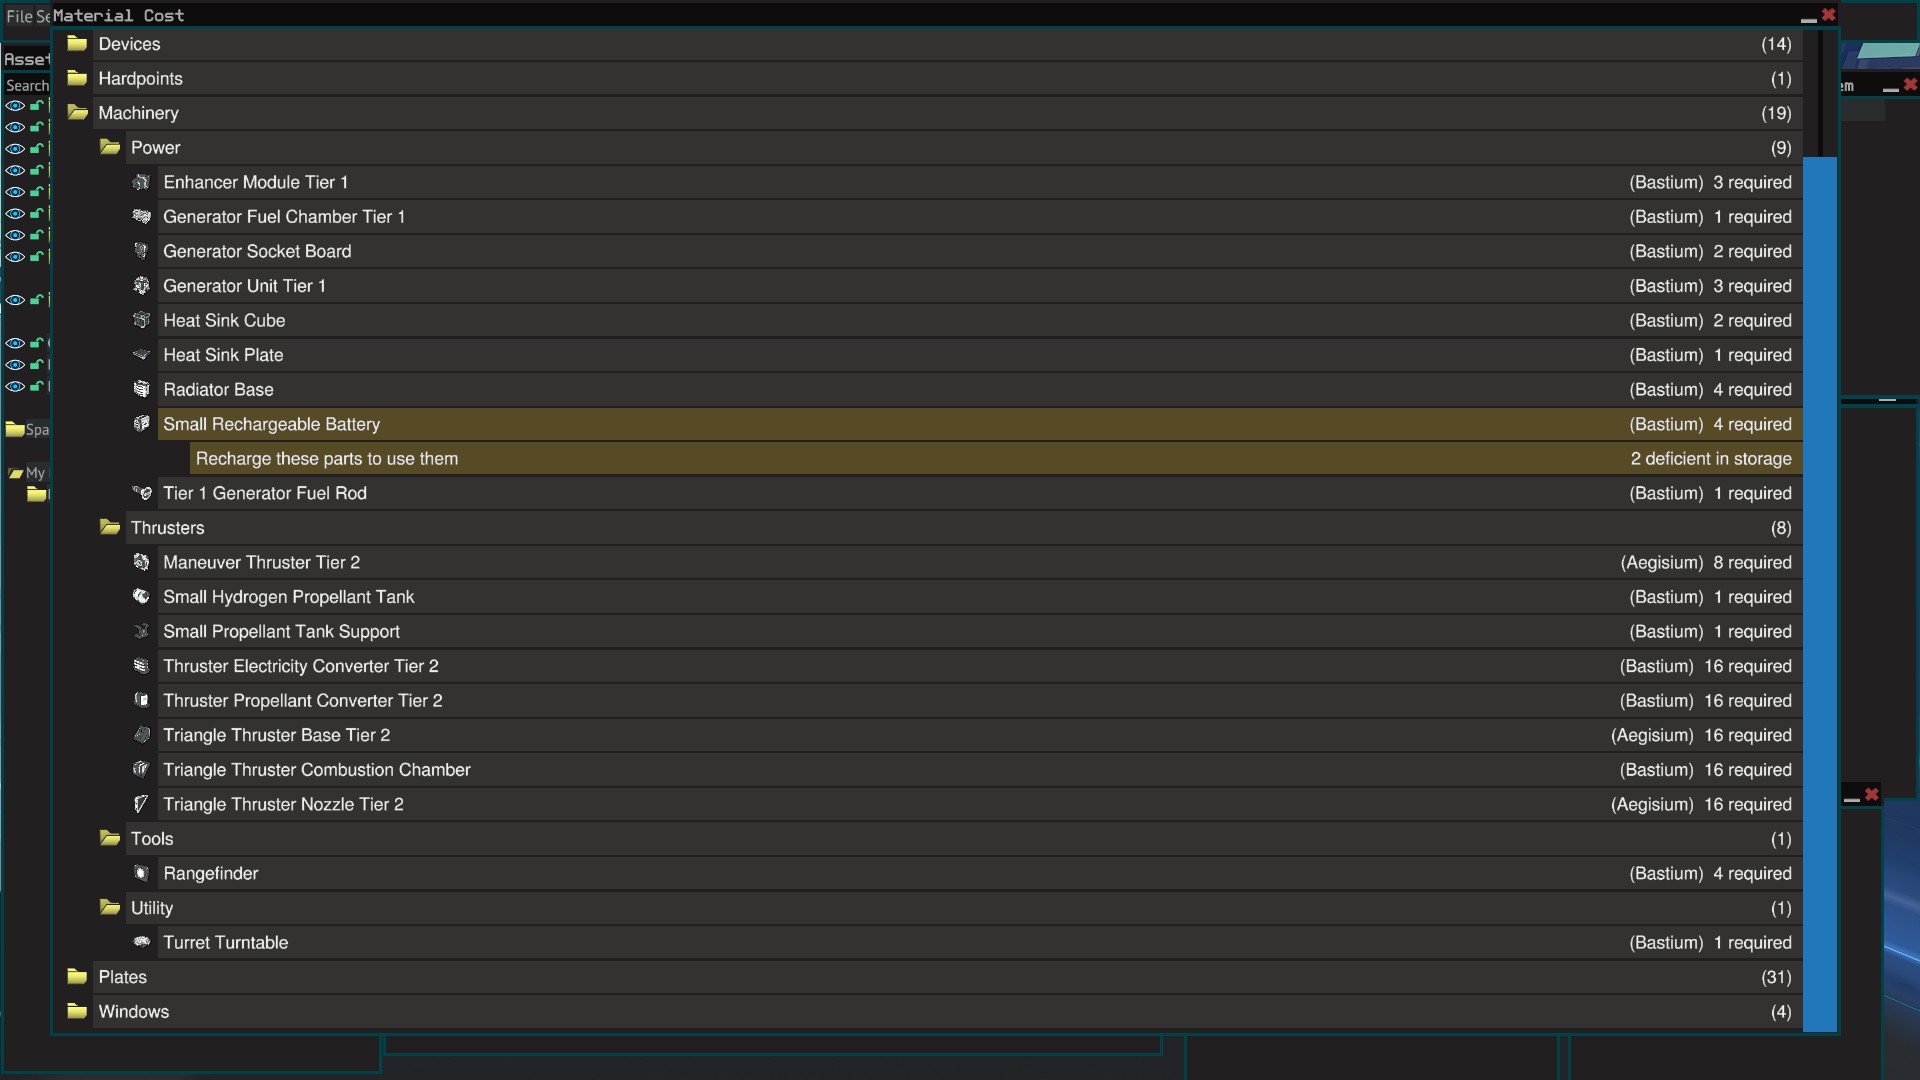 File Se
Material Cost
Asset
Search
em
Devices (14)
Hardpoints (1)
Machinery (19)
Power (9)
Enhancer Module Tier 1 (Bastium) 3 required
Generator Fuel Chamber Tier 1 (Bastium) 1 required
Generator Socket Board (Bastium) 2 required
Generator Unit Tier 1 (Bastium) 3 required
Heat Sink Cube (Bastium) 2 required
Heat Sink Plate (Bastium) 1 required
Radiator Base (Bastium) 4 required
Small Rechargeable Battery (Bastium) 4 required
Spa
Recharge these parts to use them 2 deficient in storage
My
Tier 1 Generator Fuel Rod (Bastium) 1 required
Thrusters (8)
Maneuver Thruster Tier 2 (Aegisium) 8 required
Small Hydrogen Propellant Tank (Bastium) 1 required
Small Propellant Tank Support (Bastium) 1 required
Thruster Electricity Converter Tier 2 (Bastium) 16 required
Thruster Propellant Converter Tier 2 (Bastium) 16 required
Triangle Thruster Base Tier 2 (Aegisium) 16 required
Triangle Thruster Combustion Chamber (Bastium) 16 required
Triangle Thruster Nozzle Tier 2 (Aegisium) 16 required
Tools (1)
Rangefinder (Bastium) 4 required
Utility (1)
Turret Turntable (Bastium) 1 required
Plates (31)
Windows (4)